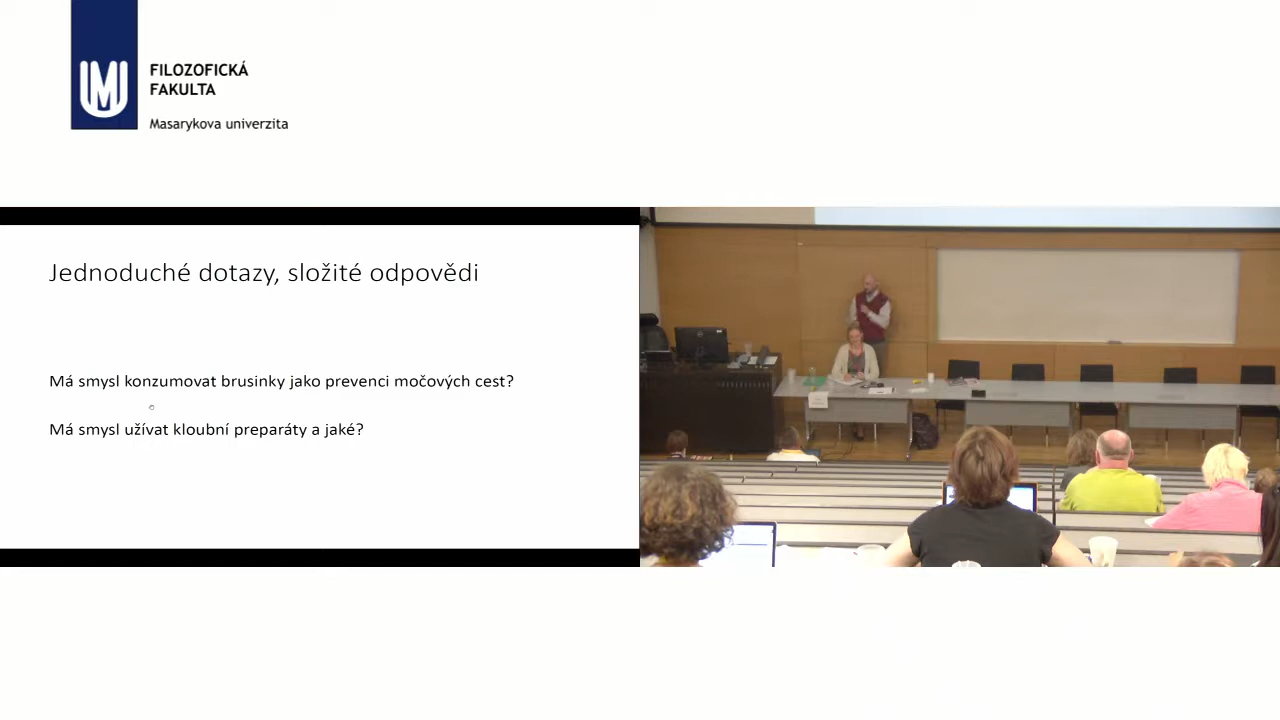 FILOZOFICKÁ
FAKULTA
Masarykova univerzita
Jednoduché dotazy, složité odpovědi
Má smysl konzumovat brusinky jako prevenci močových cest?
Má smysl užívat kloubní preparáty a jaké?